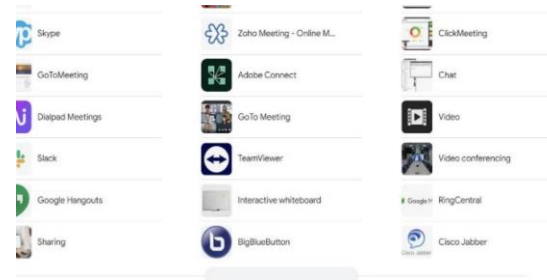 Skype
Zoho Meeting - Online M...
ClickMeeting
GoToMeeting
Adobe Connect
Chat
Dialpad Meetings
GoTo Meeting
Video
Slack
TeamViewer
Video conferencing
Google Hangouts
Interactive whiteboard
RingCentral
Sharing
BigBlueButton
Cisco Jabber